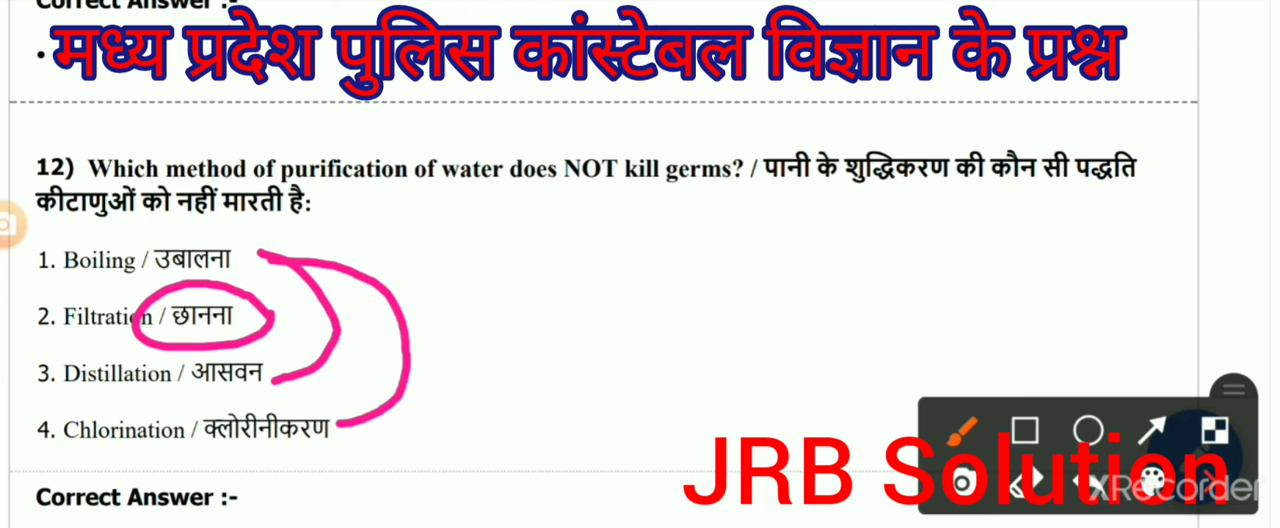 Correct Answer :-
• मध्य प्रदेश पुलिस कांस्टेबल विज्ञान के प्रश्न
12) Which method of purification of water does NOT kill germs? / पानी के शुद्धिकरण की कौन सी पद्धति
कीटाणुओं को नहीं मारती है:
1. Boiling / उबालना
2. Filtration / छानना
3. Distillation / आसवन
4. Chlorination / क्लोरीनीकरण
JRB Solution
XRecorder
Correct Answer :-